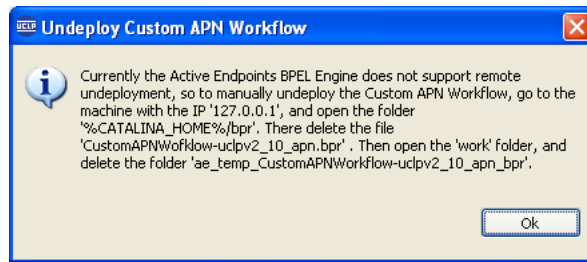 UCLP Undeploy Custom APN Workflow
Currently the Active Endpoints BPEL Engine does not support remote
undeployment, so to manually undeploy the Custom APN Workflow, go to the
machine with the IP '127.0.0.1', and open the folder
'%CATALINA_HOME%/bpr'. There delete the file
'CustomAPNWofklow-uclpv2_10_apn.bpr' . Then open the 'work' folder, and
delete the folder 'ae_temp_CustomAPNWorkflow-uclpv2_10_apn_bpr'.
Ok